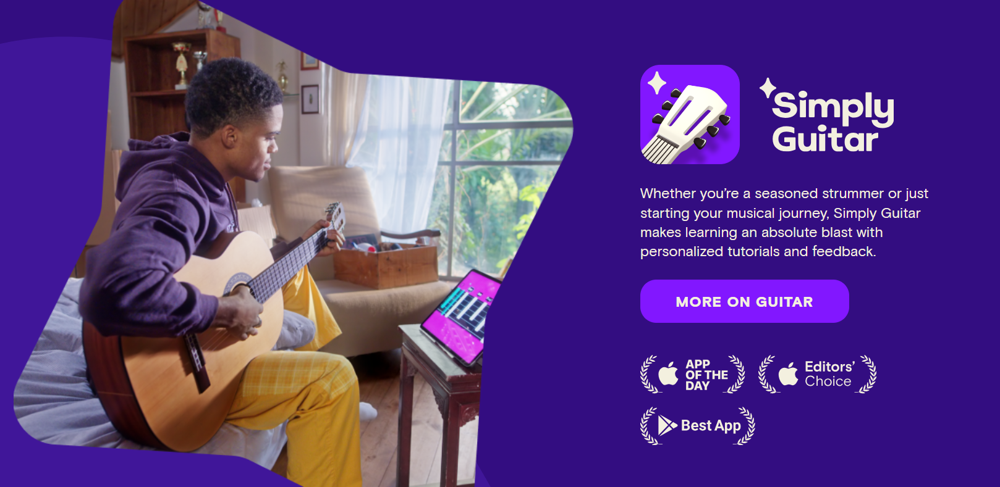 Simply
Guitar
Whether you’re a seasoned strummer or just
starting your musical journey, Simply Guitar
makes learning an absolute blast with
personalized tutorials and feedback.
MORE ON GUITAR
APP
OF THE
DAY
Editors’
Choice
Best App